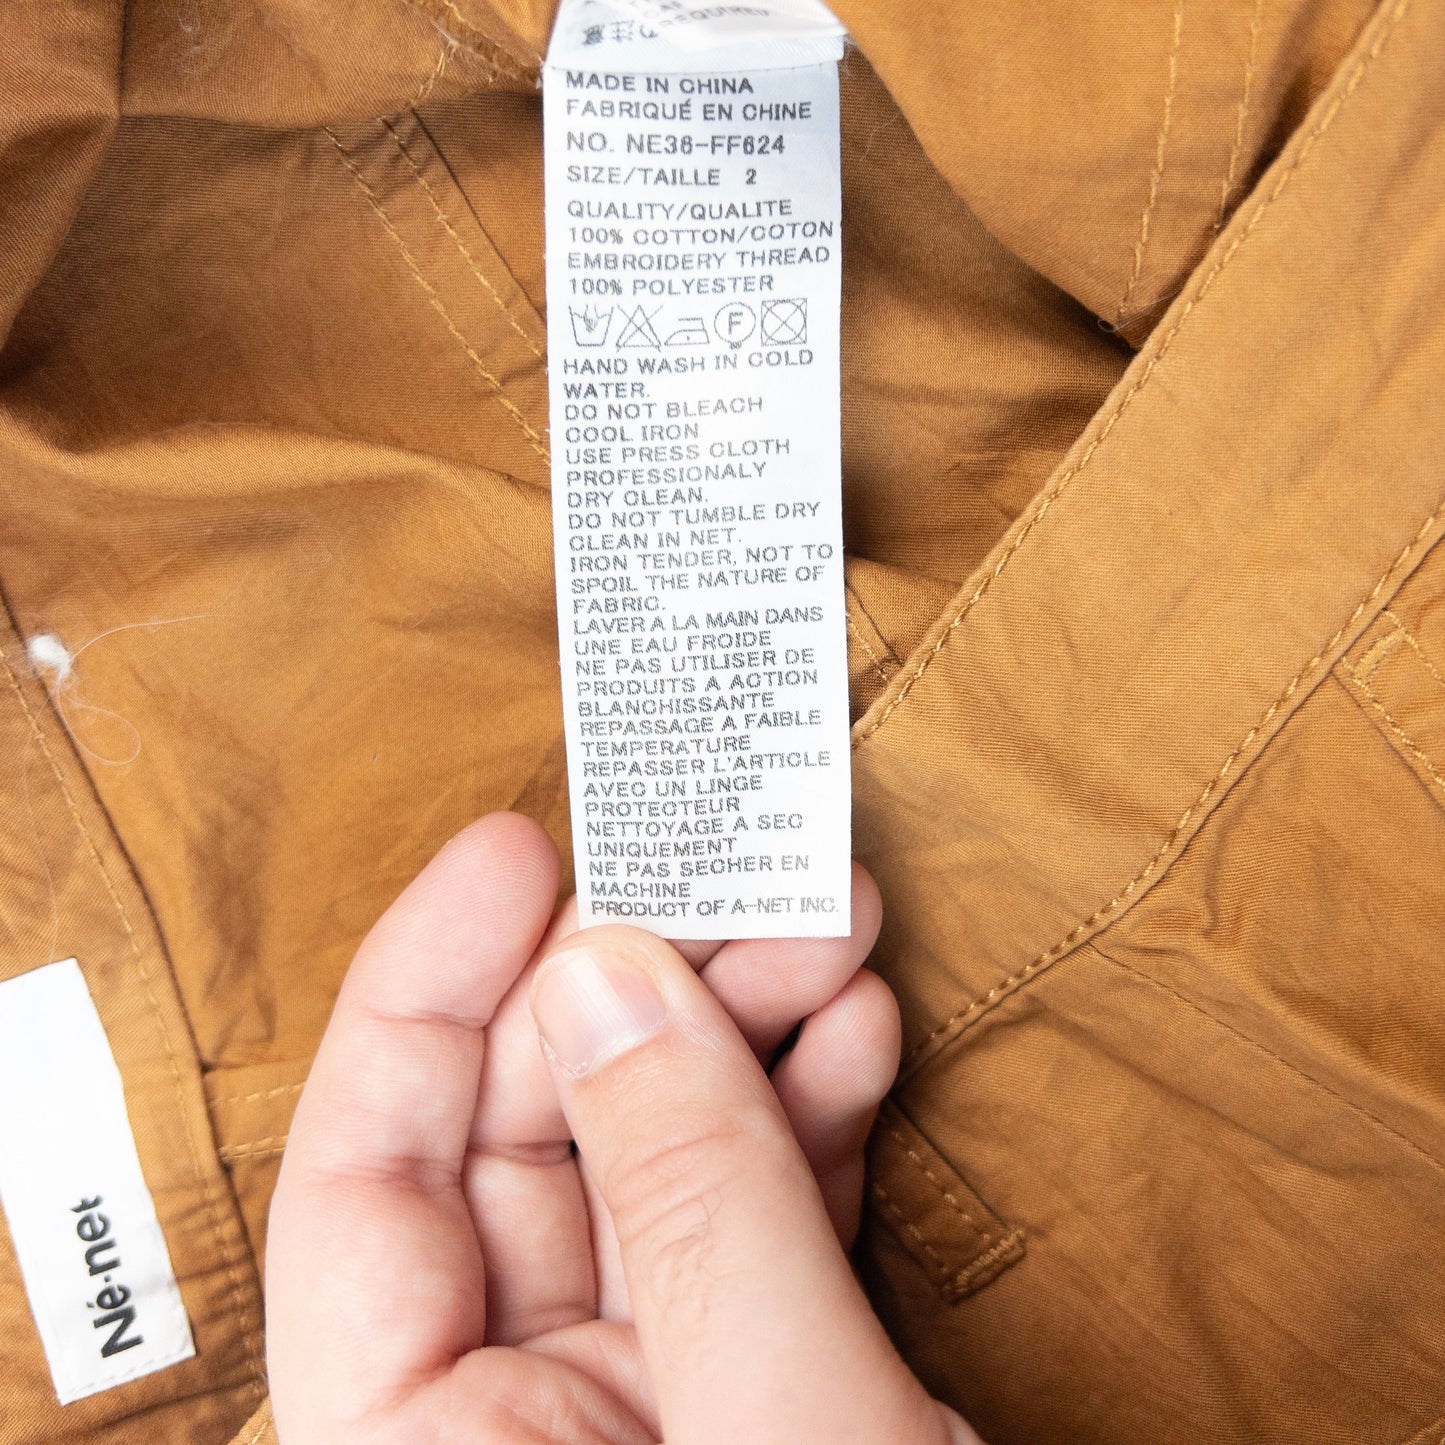 REQUIRED.
MADE IN CHINA
FABRIQUÉ EN CHINE
NO. NE36-FF624
SIZE/TAILLE 2
QUALITY/QUALITE
100% COTTON/COTON
EMBROIDERY THREAD
100% POLYESTER
F
HAND WASH IN COLD
WATER.
DO NOT BLEACH
COOL IRON
USE PRESS CLOTH
PROFESSIONALY
DRY CLEAN.
DO NOT TUMBLE DRY
CLEAN IN NET.
IRON TENDER, NOT TO
SPOIL THE NATURE OF
FABRIC.
LAVER A LA MAIN DANS
UNE EAU FROIDE
NE PAS UTILISER DE
PRODUITS A ACTION
BLANCHISSANTE
REPASSAGE A FAIBLE
TEMPERATURE
REPASSER L'ARTICLE
AVEC UN LINGE
PROTECTEUR
NETTOYAGE A SEC
UNIQUEMENT
NE PAS SECHER EN
MACHINE
PRODUCT OF A-NET INC.
Né-net